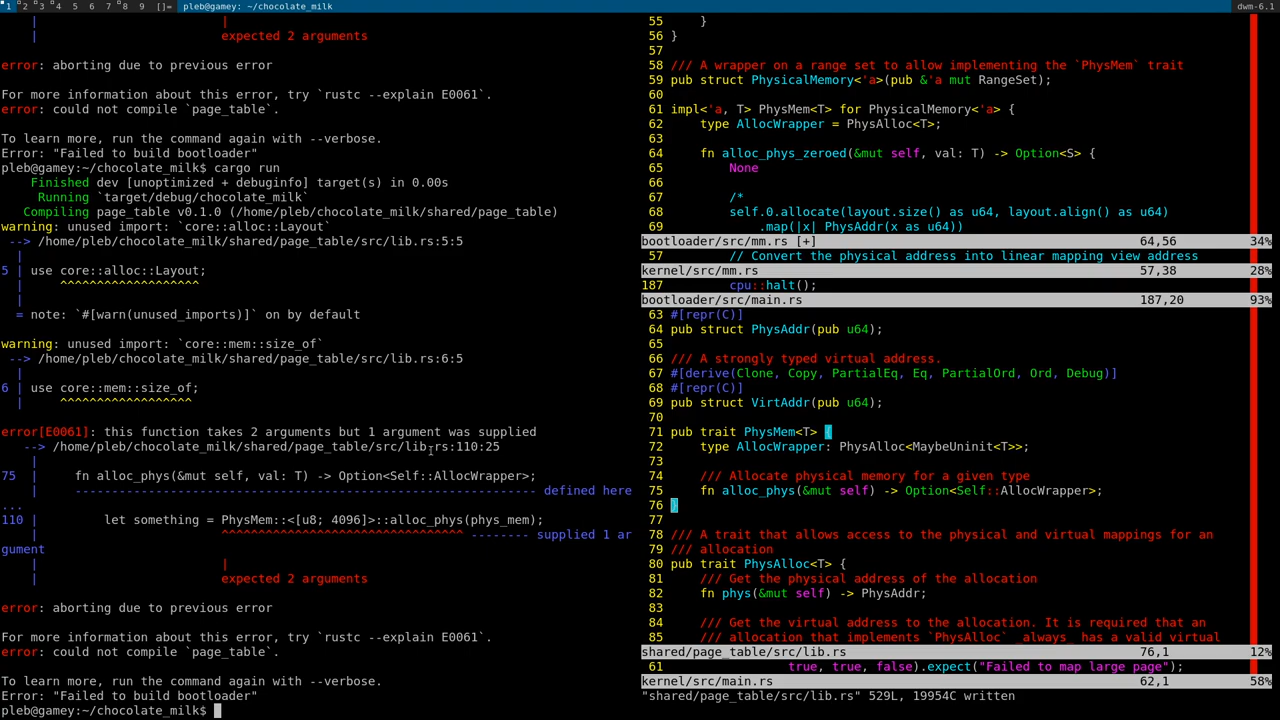 1 2 3 4 5 6 7 8 9 []= pleb@gamey: ~/chocolate_milk dwm-6.1
| |
| expected 2 arguments
error: aborting due to previous error
For more information about this error, try `rustc --explain E0061`.
error: could not compile `page_table`.
To learn more, run the command again with --verbose.
Error: "Failed to build bootloader"
pleb@gamey:~/chocolate_milk$ cargo run
Finished dev [unoptimized + debuginfo] target(s) in 0.00s
Running `target/debug/chocolate_milk`
Compiling page_table v0.1.0 (/home/pleb/chocolate_milk/shared/page_table)
warning: unused import: `core::alloc::Layout`
--> /home/pleb/chocolate_milk/shared/page_table/src/lib.rs:5:5
|
5 | use core::alloc::Layout;
| ^^^^^^^^^^^^^^^^^^^
|
= note: `#[warn(unused_imports)]` on by default
warning: unused import: `core::mem::size_of`
--> /home/pleb/chocolate_milk/shared/page_table/src/lib.rs:6:5
|
6 | use core::mem::size_of;
| ^^^^^^^^^^^^^^^^^^
error[E0061]: this function takes 2 arguments but 1 argument was supplied
--> /home/pleb/chocolate_milk/shared/page_table/src/lib.rs:110:25
|
75 | fn alloc_phys(&mut self, val: T) -> Option<Self::AllocWrapper>;
| -------------------------------------------------------------- defined here
...
110 | let something = PhysMem::<[u8; 4096]>::alloc_phys(phys_mem);
| ^^^^^^^^^^^^^^^^^^^^^^^^^^^^^^^^^ -------- supplied 1 ar
gument
| |
| expected 2 arguments
error: aborting due to previous error
For more information about this error, try `rustc --explain E0061`.
error: could not compile `page_table`.
To learn more, run the command again with --verbose.
Error: "Failed to build bootloader"
pleb@gamey:~/chocolate_milk$
55 }
56 }
57
58 /// A wrapper on a range set to allow implementing the `PhysMem` trait
59 pub struct PhysicalMemory<'a>(pub &'a mut RangeSet);
60
61 impl<'a, T> PhysMem<T> for PhysicalMemory<'a> {
62 type AllocWrapper = PhysAlloc<T>;
63
64 fn alloc_phys_zeroed(&mut self, val: T) -> Option<S> {
65 None
66
67 /*
68 self.0.allocate(layout.size() as u64, layout.align() as u64)
69 .map(|x| PhysAddr(x as u64))
bootloader/src/mm.rs [+] 64,56 34%
57 // Convert the physical address into linear mapping view address
kernel/src/mm.rs 57,38 28%
187 cpu::halt();
bootloader/src/main.rs 187,20 93%
63 #[repr(C)]
64 pub struct PhysAddr(pub u64);
65
66 /// A strongly typed virtual address.
67 #[derive(Clone, Copy, PartialEq, Eq, PartialOrd, Ord, Debug)]
68 #[repr(C)]
69 pub struct VirtAddr(pub u64);
70
71 pub trait PhysMem<T> {
72 type AllocWrapper: PhysAlloc<MaybeUninit<T>>;
73
74 /// Allocate physical memory for a given type
75 fn alloc_phys(&mut self) -> Option<Self::AllocWrapper>;
76 }
77
78 /// A trait that allows access to the physical and virtual mappings for an
79 /// allocation
80 pub trait PhysAlloc<T> {
81 /// Get the physical address of the allocation
82 fn phys(&mut self) -> PhysAddr;
83
84 /// Get the virtual address to the allocation. It is required that an
85 /// allocation that implements `PhysAlloc` _always_ has a valid virtual
shared/page_table/src/lib.rs 76,1 12%
61 true, true, false).expect("Failed to map large page");
kernel/src/main.rs 62,1 58%
"shared/page_table/src/lib.rs" 529L, 19954C written